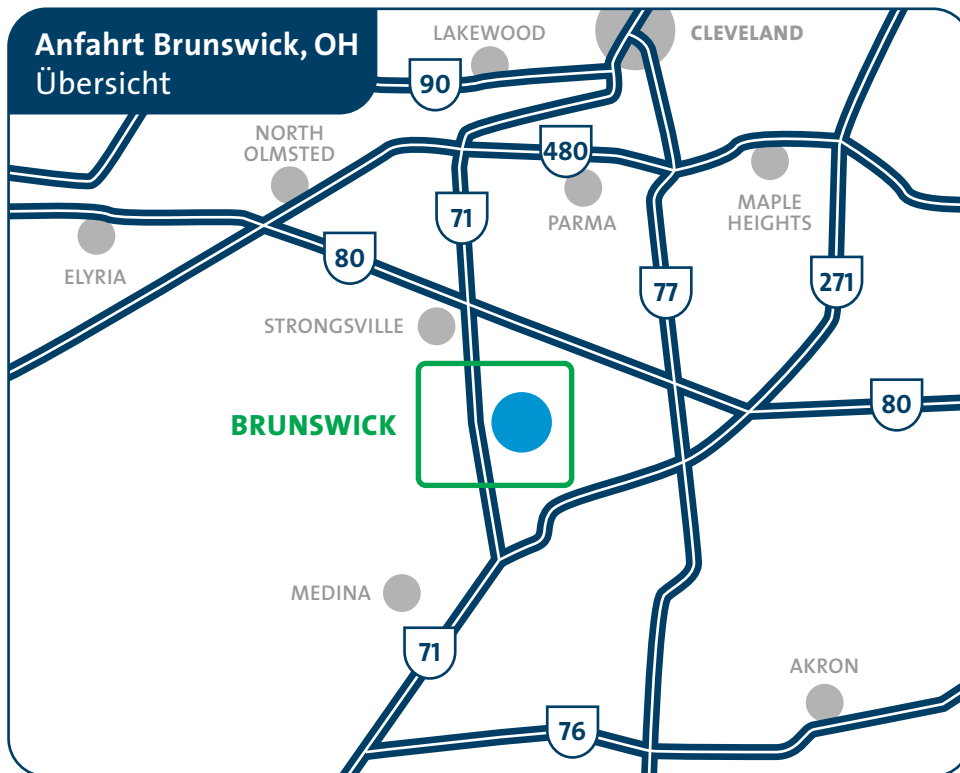 Anfahrt Brunswick, OH
Übersicht
LAKEWOOD
CLEVELAND
90
NORTH
OLMSTED
480
71
PARMA
MAPLE
HEIGHTS
80
ELYRIA
77
271
STRONGSVILLE
80
BRUNSWICK
MEDINA
71
AKRON
76